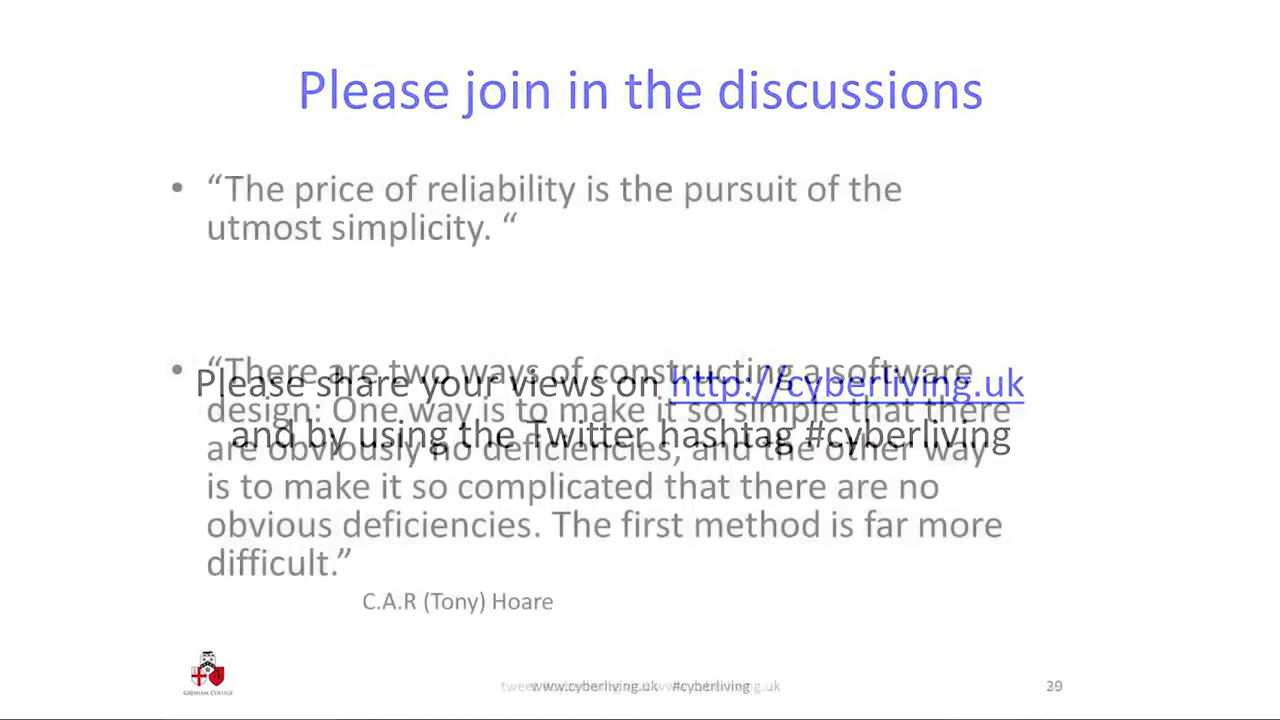 Please join in the discussions
• “The price of reliability is the pursuit of the
utmost simplicity. “
• “There are two ways of constructing a software
design: One way is to make it so simple that there
are obviously no deficiencies, and the other way
is to make it so complicated that there are no
obvious deficiencies. The first method is far more
difficult.”
C.A.R (Tony) Hoare
Please share your views on http://cyberliving.uk
and by using the Twitter hashtag #cyberliving
GRESHAM COLLEGE
www.cyberliving.uk #cyberliving